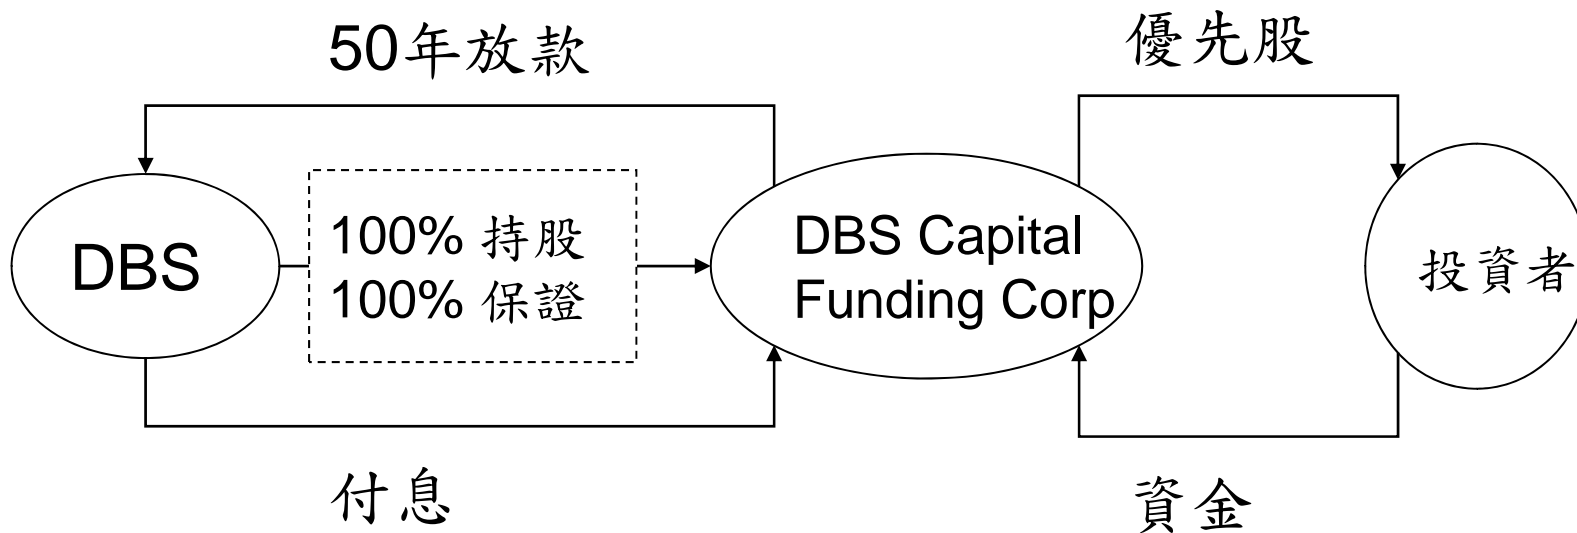 50年放款
優先股
DBS
100% 持股
100% 保證
DBS Capital
Funding Corp
投資者
付息
資金